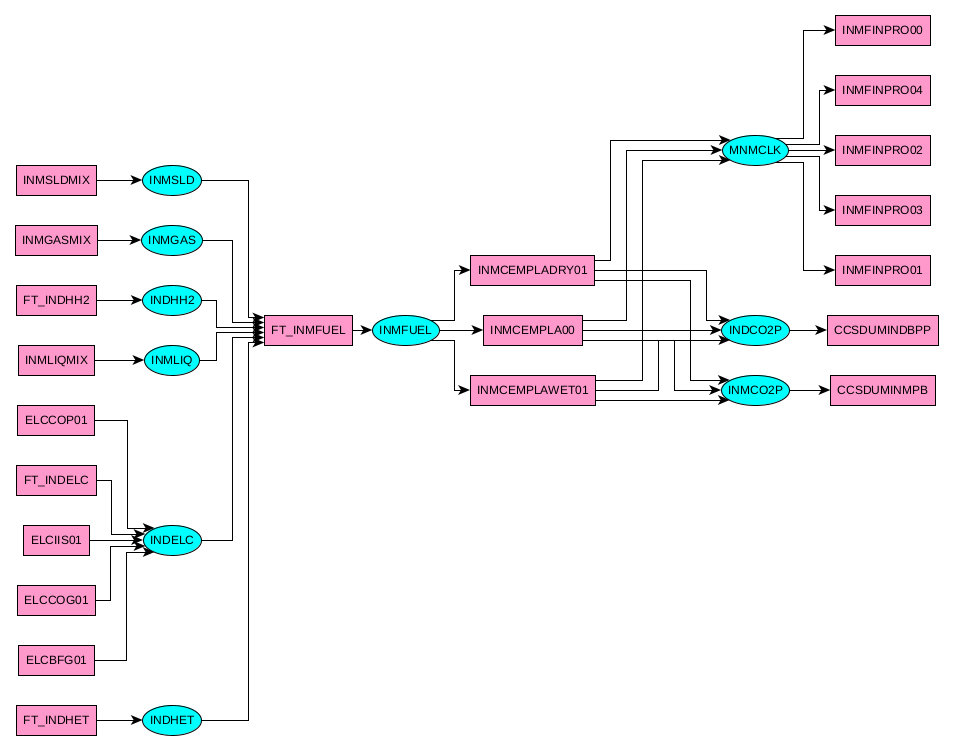 INMFINPRO00
INMFINPRO04
MNMCLK
INMFINPRO02
INMSLDMIX
INMSLD
INMFINPRO03
INMGASMIX
INMGAS
INMCEMPLADRY01
INMFINPRO01
FT_INDHH2
INDHH2
FT_INMFUEL
INMFUEL
INMCEMPLA00
INDCO2P
CCSDUMINDBPP
INMLIQMIX
INMLIQ
INMCEMPLAWET01
INMCO2P
CCSDUMINMPB
ELCCOP01
FT_INDELC
ELCIIS01
INDELC
ELCCOG01
ELCBFG01
FT_INDHET
INDHET